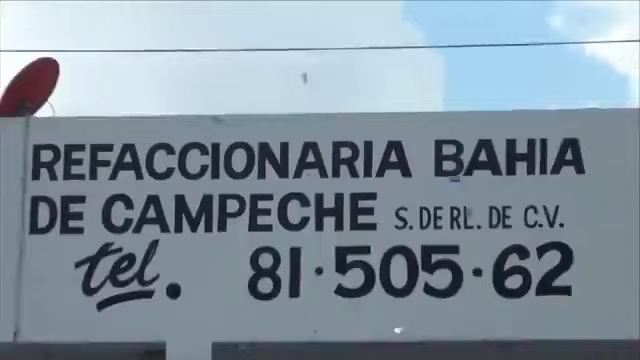 REFACCIONARIA BAHIA
DE CAMPECHE S. DE RL. DE C.V.
tel. 81·505·62